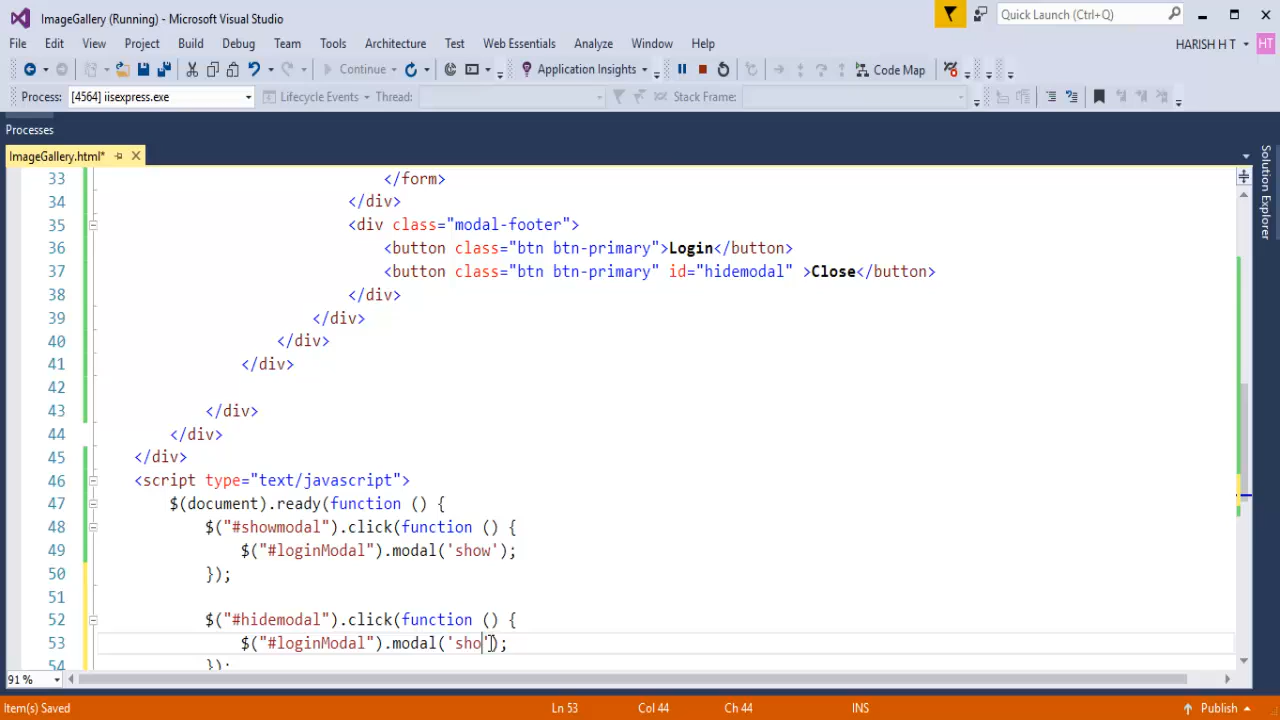 ImageGallery (Running) - Microsoft Visual Studio
Quick Launch (Ctrl+Q)
File Edit View Project Build Debug Team Tools Architecture Test Web Essentials Analyze Window Help
HARISH H T HT
Continue Application Insights Code Map
Process: [4564] iisexpress.exe Lifecycle Events Thread: Stack Frame:
Processes
ImageGallery.html*
Solution Explorer
33 </form>
34 </div>
35 <div class="modal-footer">
36 <button class="btn btn-primary">Login</button>
37 <button class="btn btn-primary" id="hidemodal" >Close</button>
38 </div>
39 </div>
40 </div>
41 </div>
42
43 </div>
44 </div>
45 </div>
46 <script type="text/javascript">
47 $(document).ready(function () {
48 $("#showmodal").click(function () {
49 $("#loginModal").modal('show');
50 });
51
52 $("#hidemodal").click(function () {
53 $("#loginModal").modal('sho');
54 });
91 %
Item(s) Saved Ln 53 Col 44 Ch 44 INS Publish